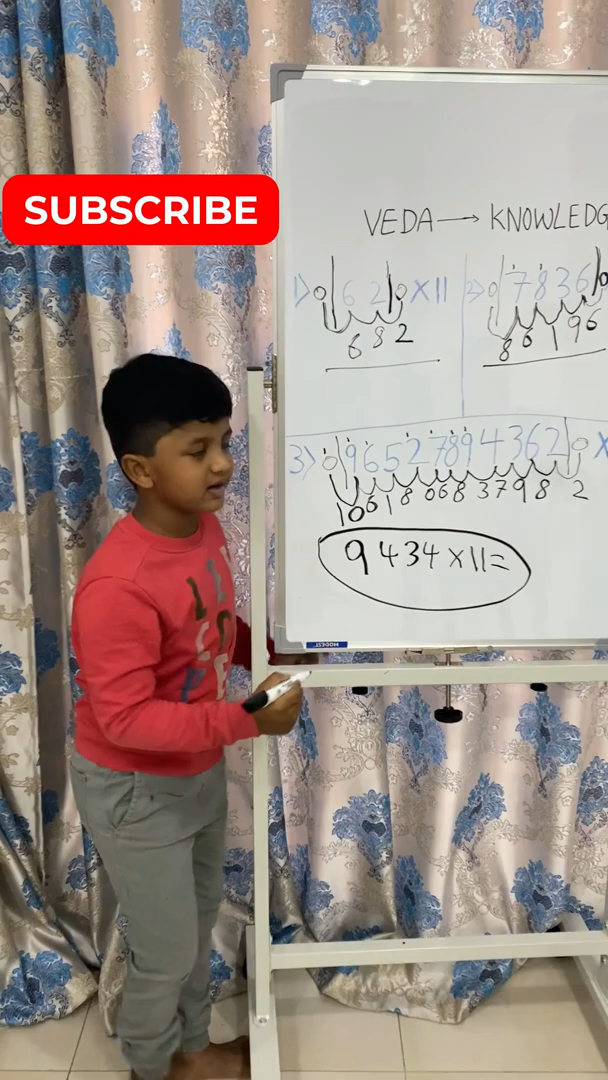 SUBSCRIBE
VEDA → KNOWLEDG
1) 0 6 2 0 X11
6 8 2
2) 0 7 8 3 6 0
8 6 1 9 6
3) 0 9 6 5 2 7 8 9 4 3 6 2 0 X
10 6 1 8 0 6 8 3 7 9 8 2
9434 x 11=
MODEST